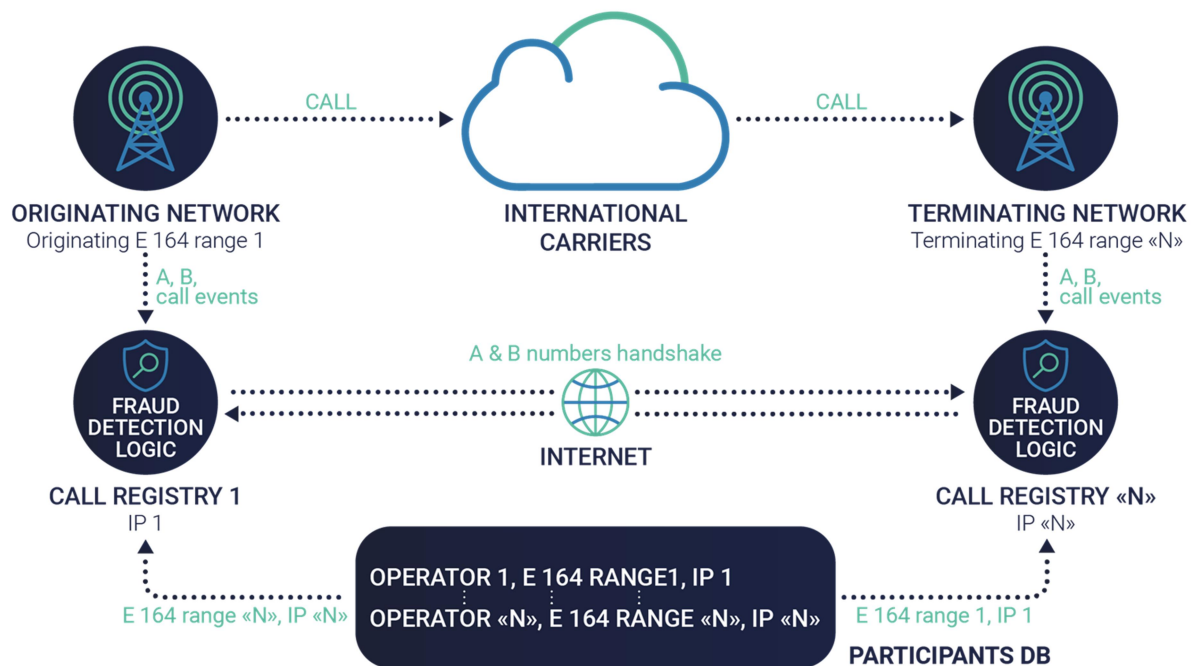 CALL
CALL
ORIGINATING NETWORK
Originating E 164 range 1
INTERNATIONAL
CARRIERS
TERMINATING NETWORK
Terminating E 164 range «N»
A, B,
call events
A, B,
call events
A & B numbers handshake
FRAUD
DETECTION
LOGIC
INTERNET
FRAUD
DETECTION
LOGIC
CALL REGISTRY 1
IP 1
CALL REGISTRY «N»
IP «N»
OPERATOR 1, E 164 RANGE1, IP 1
OPERATOR «N», E 164 RANGE «N», IP «N»
E 164 range «N», IP «N»
E 164 range 1, IP 1
PARTICIPANTS DB